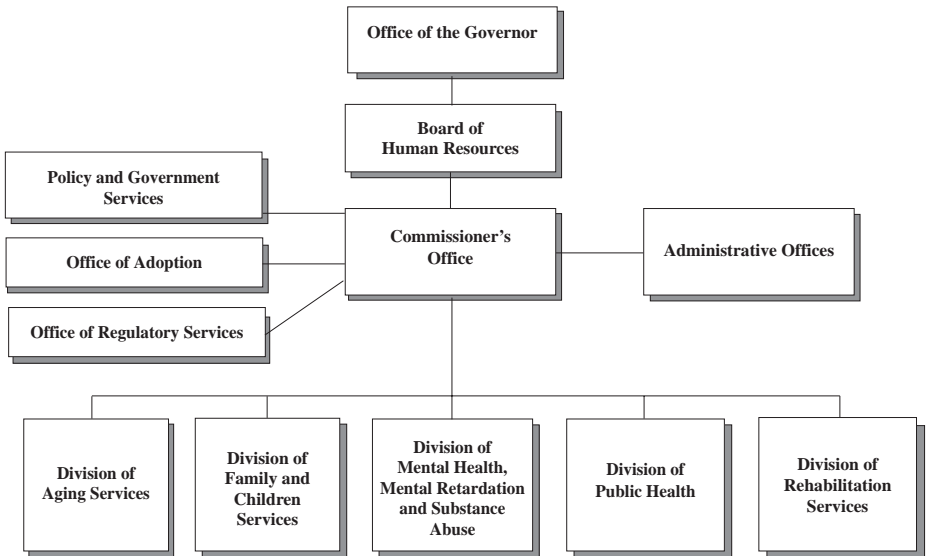 Office of the Governor
Board of
Human Resources
Policy and Government
Services
Commissioner’s
Office
Administrative Offices
Office of Adoption
Office of Regulatory Services
Division of
Aging Services
Division of
Family and
Children
Services
Division of
Mental Health,
Mental Retardation
and Substance
Abuse
Division of
Public Health
Division of
Rehabilitation
Services